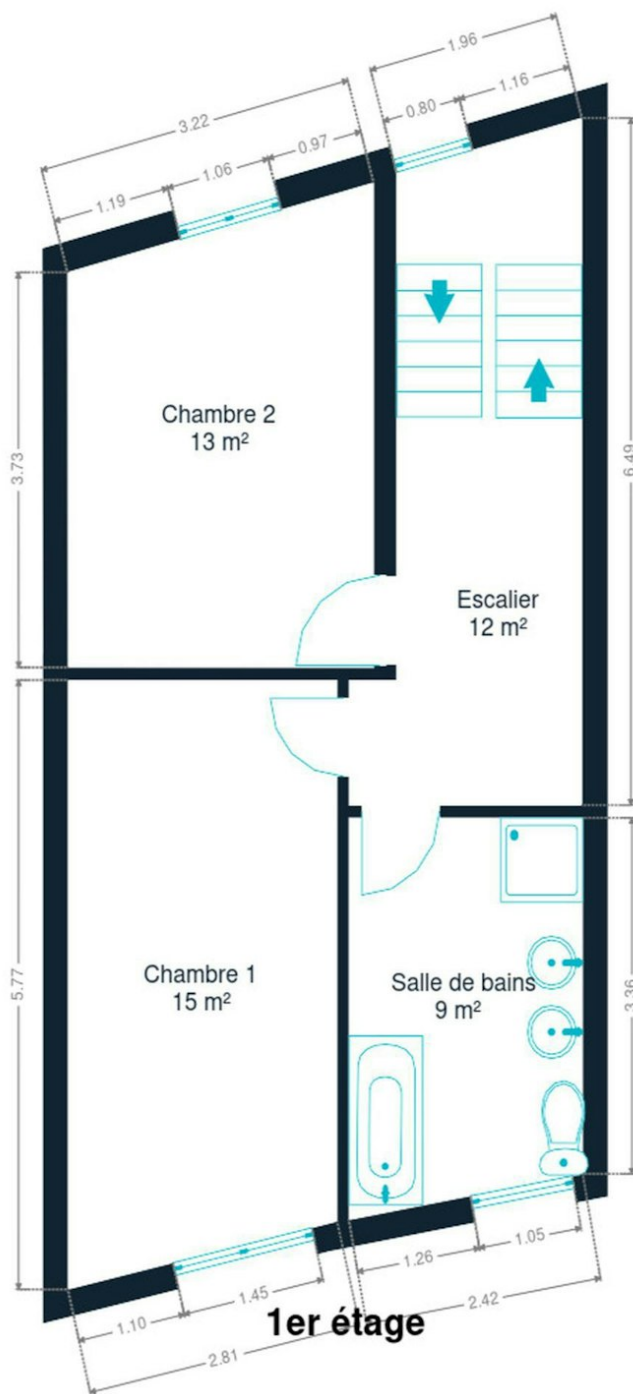 1.96
0.80
1.16
3.22
1.19
1.06
0.97
3.73
Chambre 2
13 m²
6.49
Escalier
12 m²
5.77
Chambre 1
15 m²
Salle de bains
9 m²
3.36
1.26
1.05
2.42
1.10
1.45
2.81
1er étage